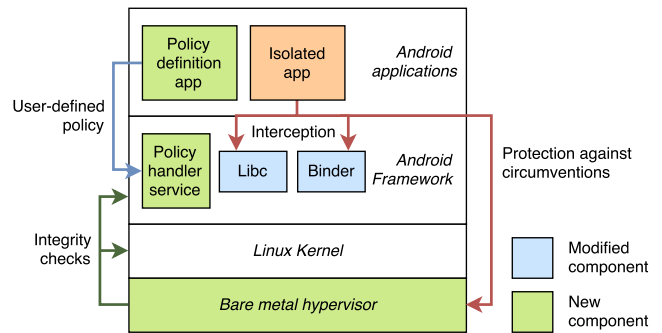 Policy
definition
app
Isolated
app
Android
applications
User-defined
policy
Interception
Policy
handler
service
Libc
Binder
Android
Framework
Protection against
circumventions
Integrity
checks
Linux Kernel
Bare metal hypervisor
Modified
component
New
component